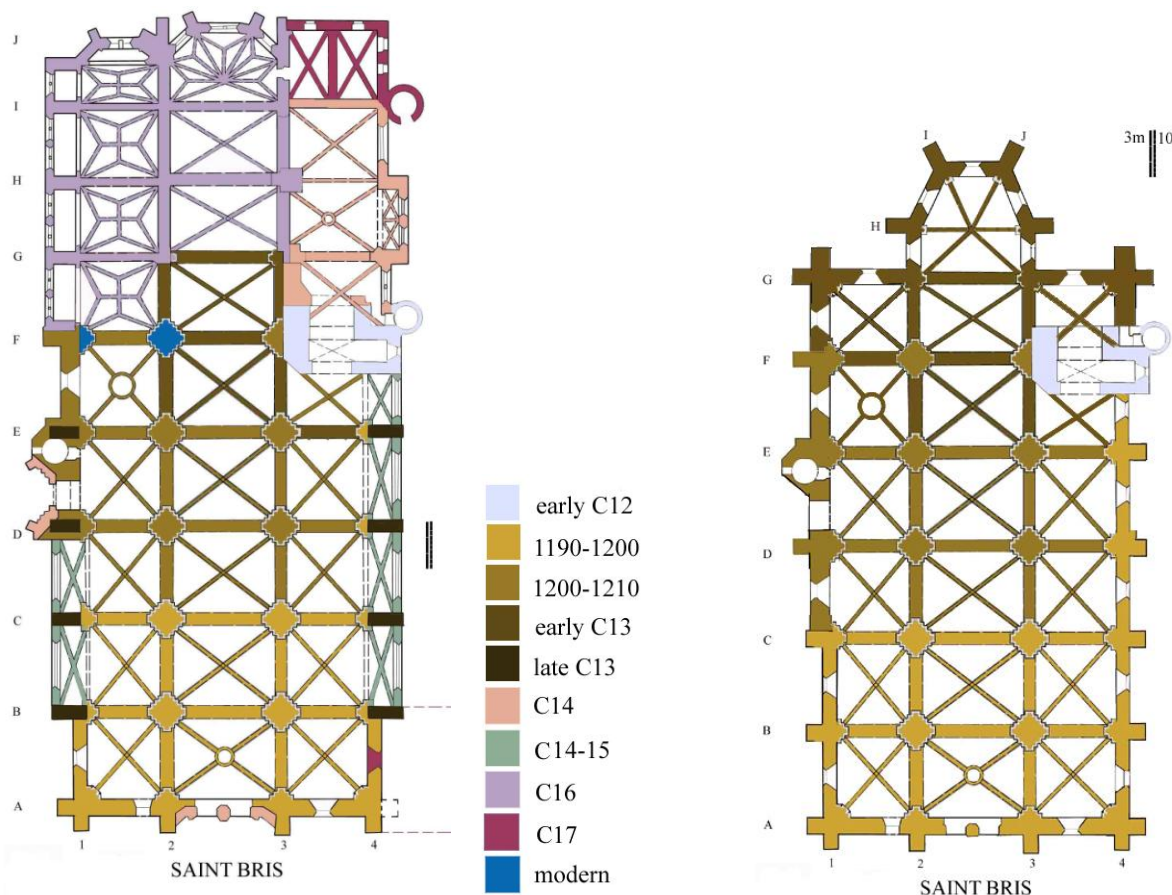 J
I
H
G
F
E
D
C
B
A
1 2 3 4
SAINT BRIS
early C12
1190-1200
1200-1210
early C13
late C13
C14
C14-15
C16
C17
modern
3m 10
I J
H
G
F
E
D
C
B
A
1 2 3 4
SAINT BRIS